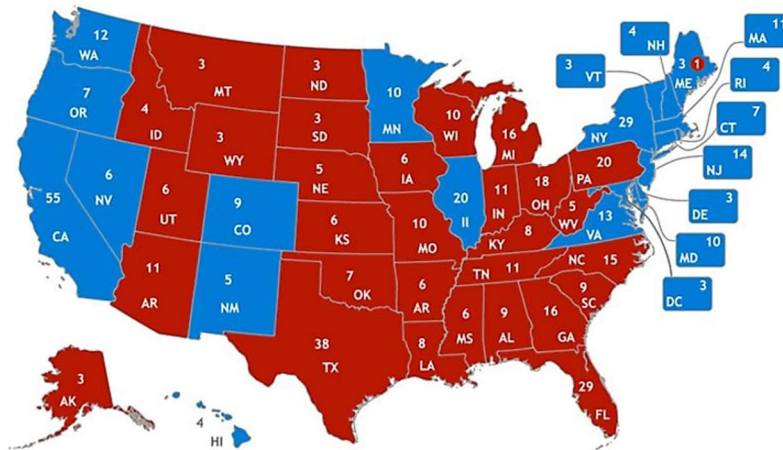 12
WA
7
OR
55
CA
6
NV
4
ID
3
MT
3
WY
6
UT
11
AR
9
CO
5
NM
3
ND
3
SD
5
NE
6
KS
7
OK
38
TX
10
MN
6
IA
10
MO
6
AR
8
LA
10
WI
20
II
16
MI
11
IN
18
OH
8
KY
TN 11
6
MS
9
AL
16
GA
29
FL
9
SC
NC 15
13
VA
5
WV
20
PA
29
NY
3
ME
1
3
VT
4
NH
11
MA
4
RI
7
CT
14
NJ
3
DE
10
MD
3
DC
3
AK
4
HI